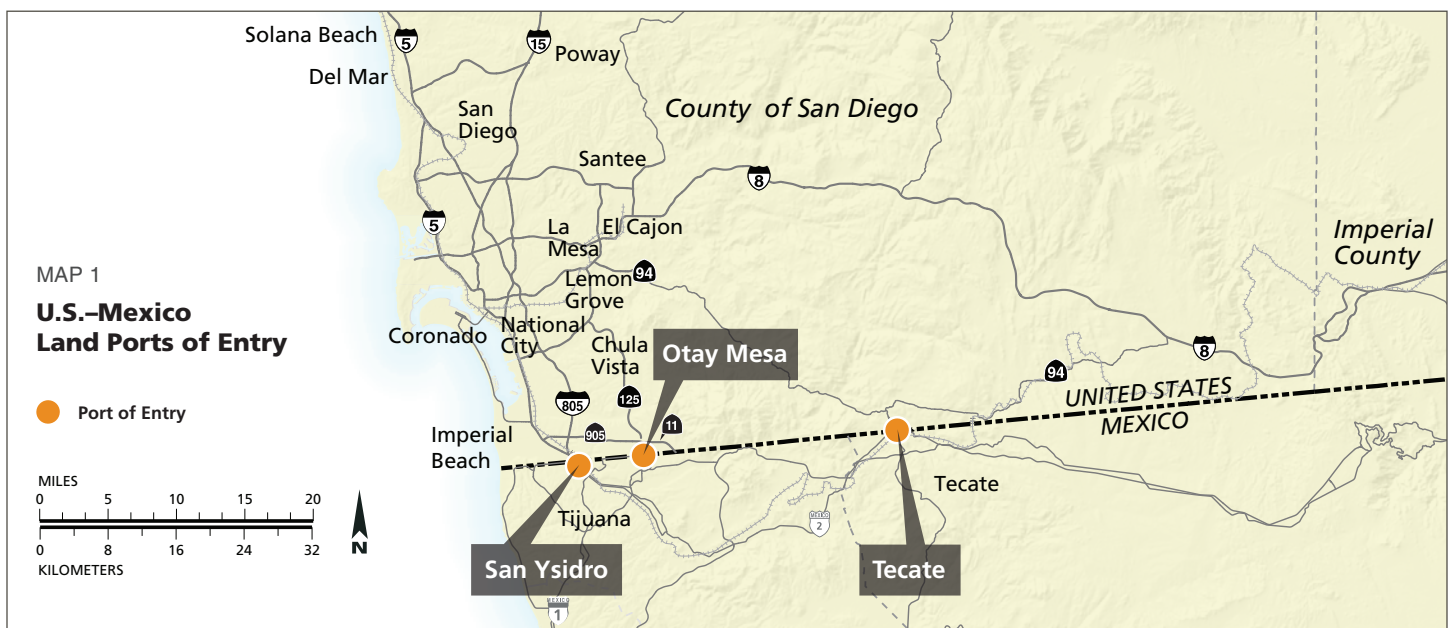 Solana Beach
5
15
Poway
Del Mar
San
Diego
County of San Diego
Santee
8
5
La
Mesa
El Cajon
Imperial
County
MAP 1
U.S.–Mexico
Land Ports of Entry
94
Lemon
Grove
Coronado
National
City
Chula
Vista
Otay Mesa
8
94
UNITED STATES
MEXICO
Port of Entry
805
125
905
11
Imperial
Beach
MILES
0 5 10 15 20
0 8 16 24 32
KILOMETERS
N
Tijuana
Tecate
MEXICO
2
San Ysidro
Tecate
MEXICO
1